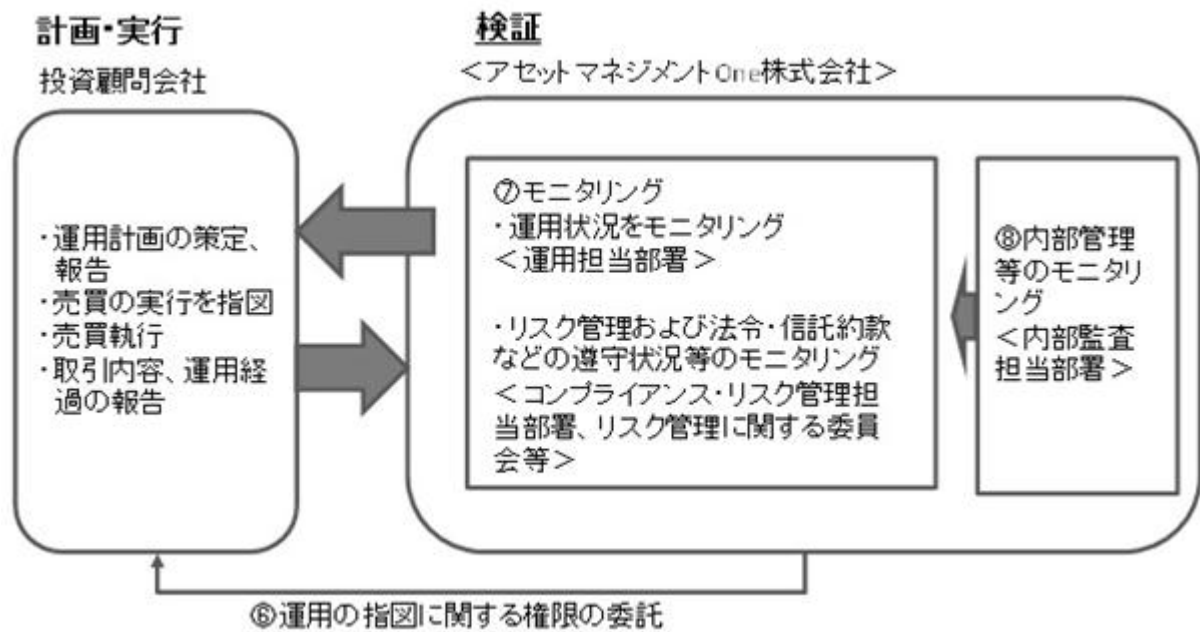 計画・実行
投資顧問会社
・運用計画の策定、
報告
・売買の実行を指図
・売買執行
・取引内容、運用経
過の報告
検証
＜アセットマネジメントOne株式会社＞
⑦モニタリング
・運用状況をモニタリング
＜運用担当部署＞
・リスク管理および法令・信託約款
などの遵守状況等のモニタリング
＜コンプライアンス・リスク管理担
当部署、リスク管理に関する委員
会等＞
⑧内部管理
等のモニタリ
ング
＜内部監査
担当部署＞
⑥運用の指図に関する権限の委託